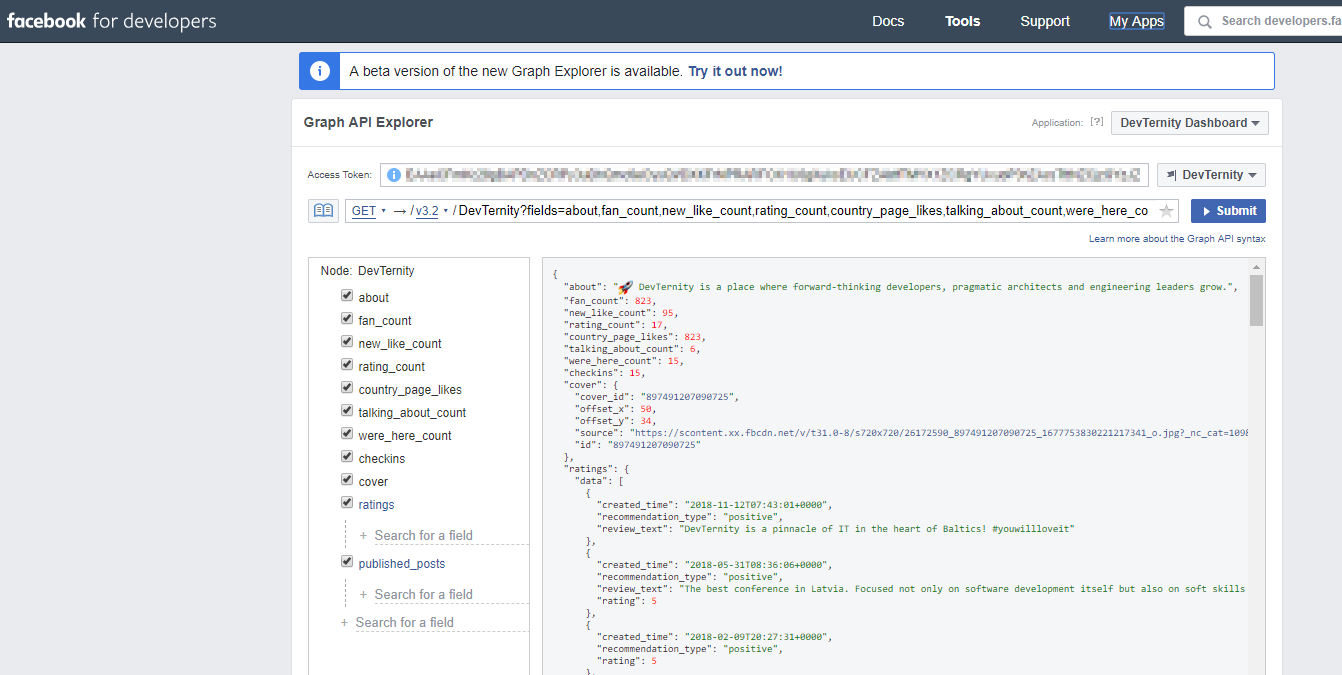 facebook for developers
Docs Tools Support My Apps Search developers.fa
A beta version of the new Graph Explorer is available. Try it out now!
Graph API Explorer
Application: [?] DevTernity Dashboard
Access Token:
DevTernity
GET → /v3.2 /DevTernity?fields=about,fan_count,new_like_count,rating_count,country_page_likes,talking_about_count,were_here_co
Submit
Learn more about the Graph API syntax
Node: DevTernity
about
fan_count
new_like_count
rating_count
country_page_likes
talking_about_count
were_here_count
checkins
cover
ratings
+ Search for a field
published_posts
+ Search for a field
+ Search for a field
{
"about": "🚀 DevTernity is a place where forward-thinking developers, pragmatic architects and engineering leaders grow.",
"fan_count": 823,
"new_like_count": 95,
"rating_count": 17,
"country_page_likes": 823,
"talking_about_count": 6,
"were_here_count": 15,
"checkins": 15,
"cover": {
"cover_id": "897491207090725",
"offset_x": 50,
"offset_y": 34,
"source": "https://scontent.xx.fbcdn.net/v/t31.0-8/s720x720/26172590_897491207090725_1677753830221217341_o.jpg?_nc_cat=109&
"id": "897491207090725"
},
"ratings": {
"data": [
{
"created_time": "2018-11-12T07:43:01+0000",
"recommendation_type": "positive",
"review_text": "DevTernity is a pinnacle of IT in the heart of Baltics! #youwillloveit"
},
{
"created_time": "2018-05-31T08:36:06+0000",
"recommendation_type": "positive",
"review_text": "The best conference in Latvia. Focused not only on software development itself but also on soft skills
"rating": 5
},
{
"created_time": "2018-02-09T20:27:31+0000",
"recommendation_type": "positive",
"rating": 5
},